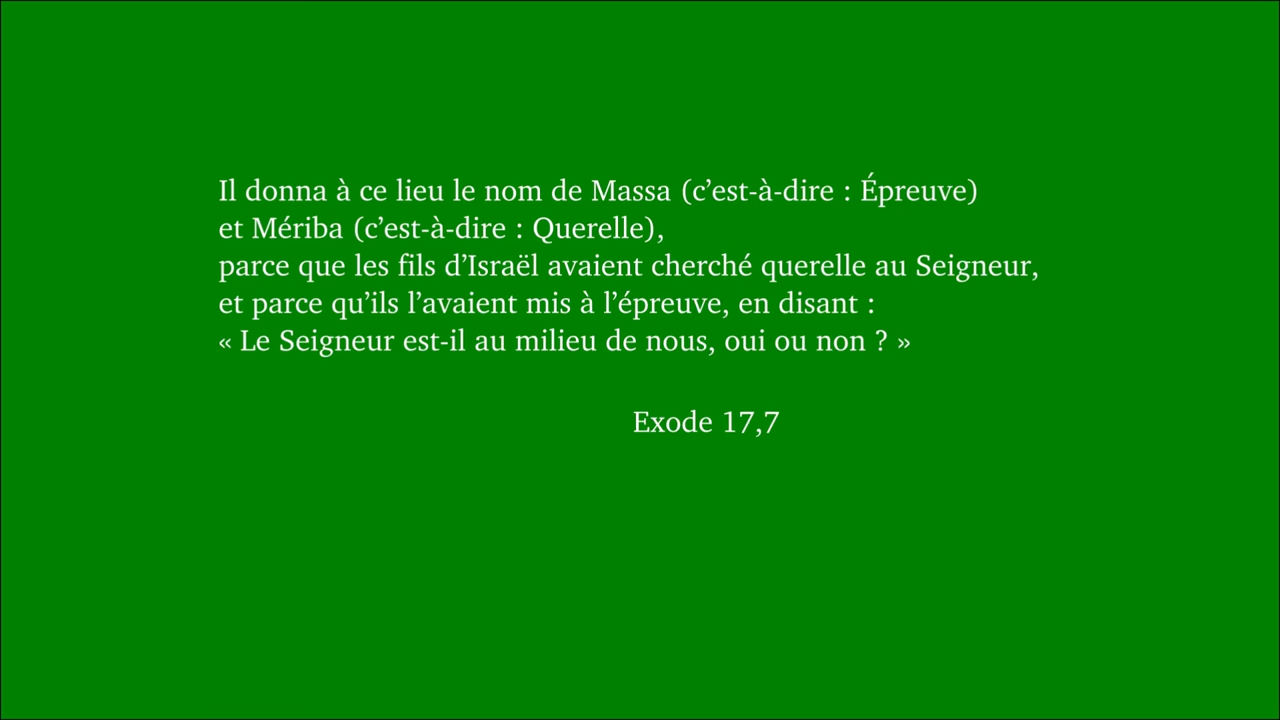 Il donna à ce lieu le nom de Massa (c’est-à-dire : Épreuve)
et Mériba (c’est-à-dire : Querelle),
parce que les fils d’Israël avaient cherché querelle au Seigneur,
et parce qu’ils l’avaient mis à l’épreuve, en disant :
« Le Seigneur est-il au milieu de nous, oui ou non ? »
Exode 17,7